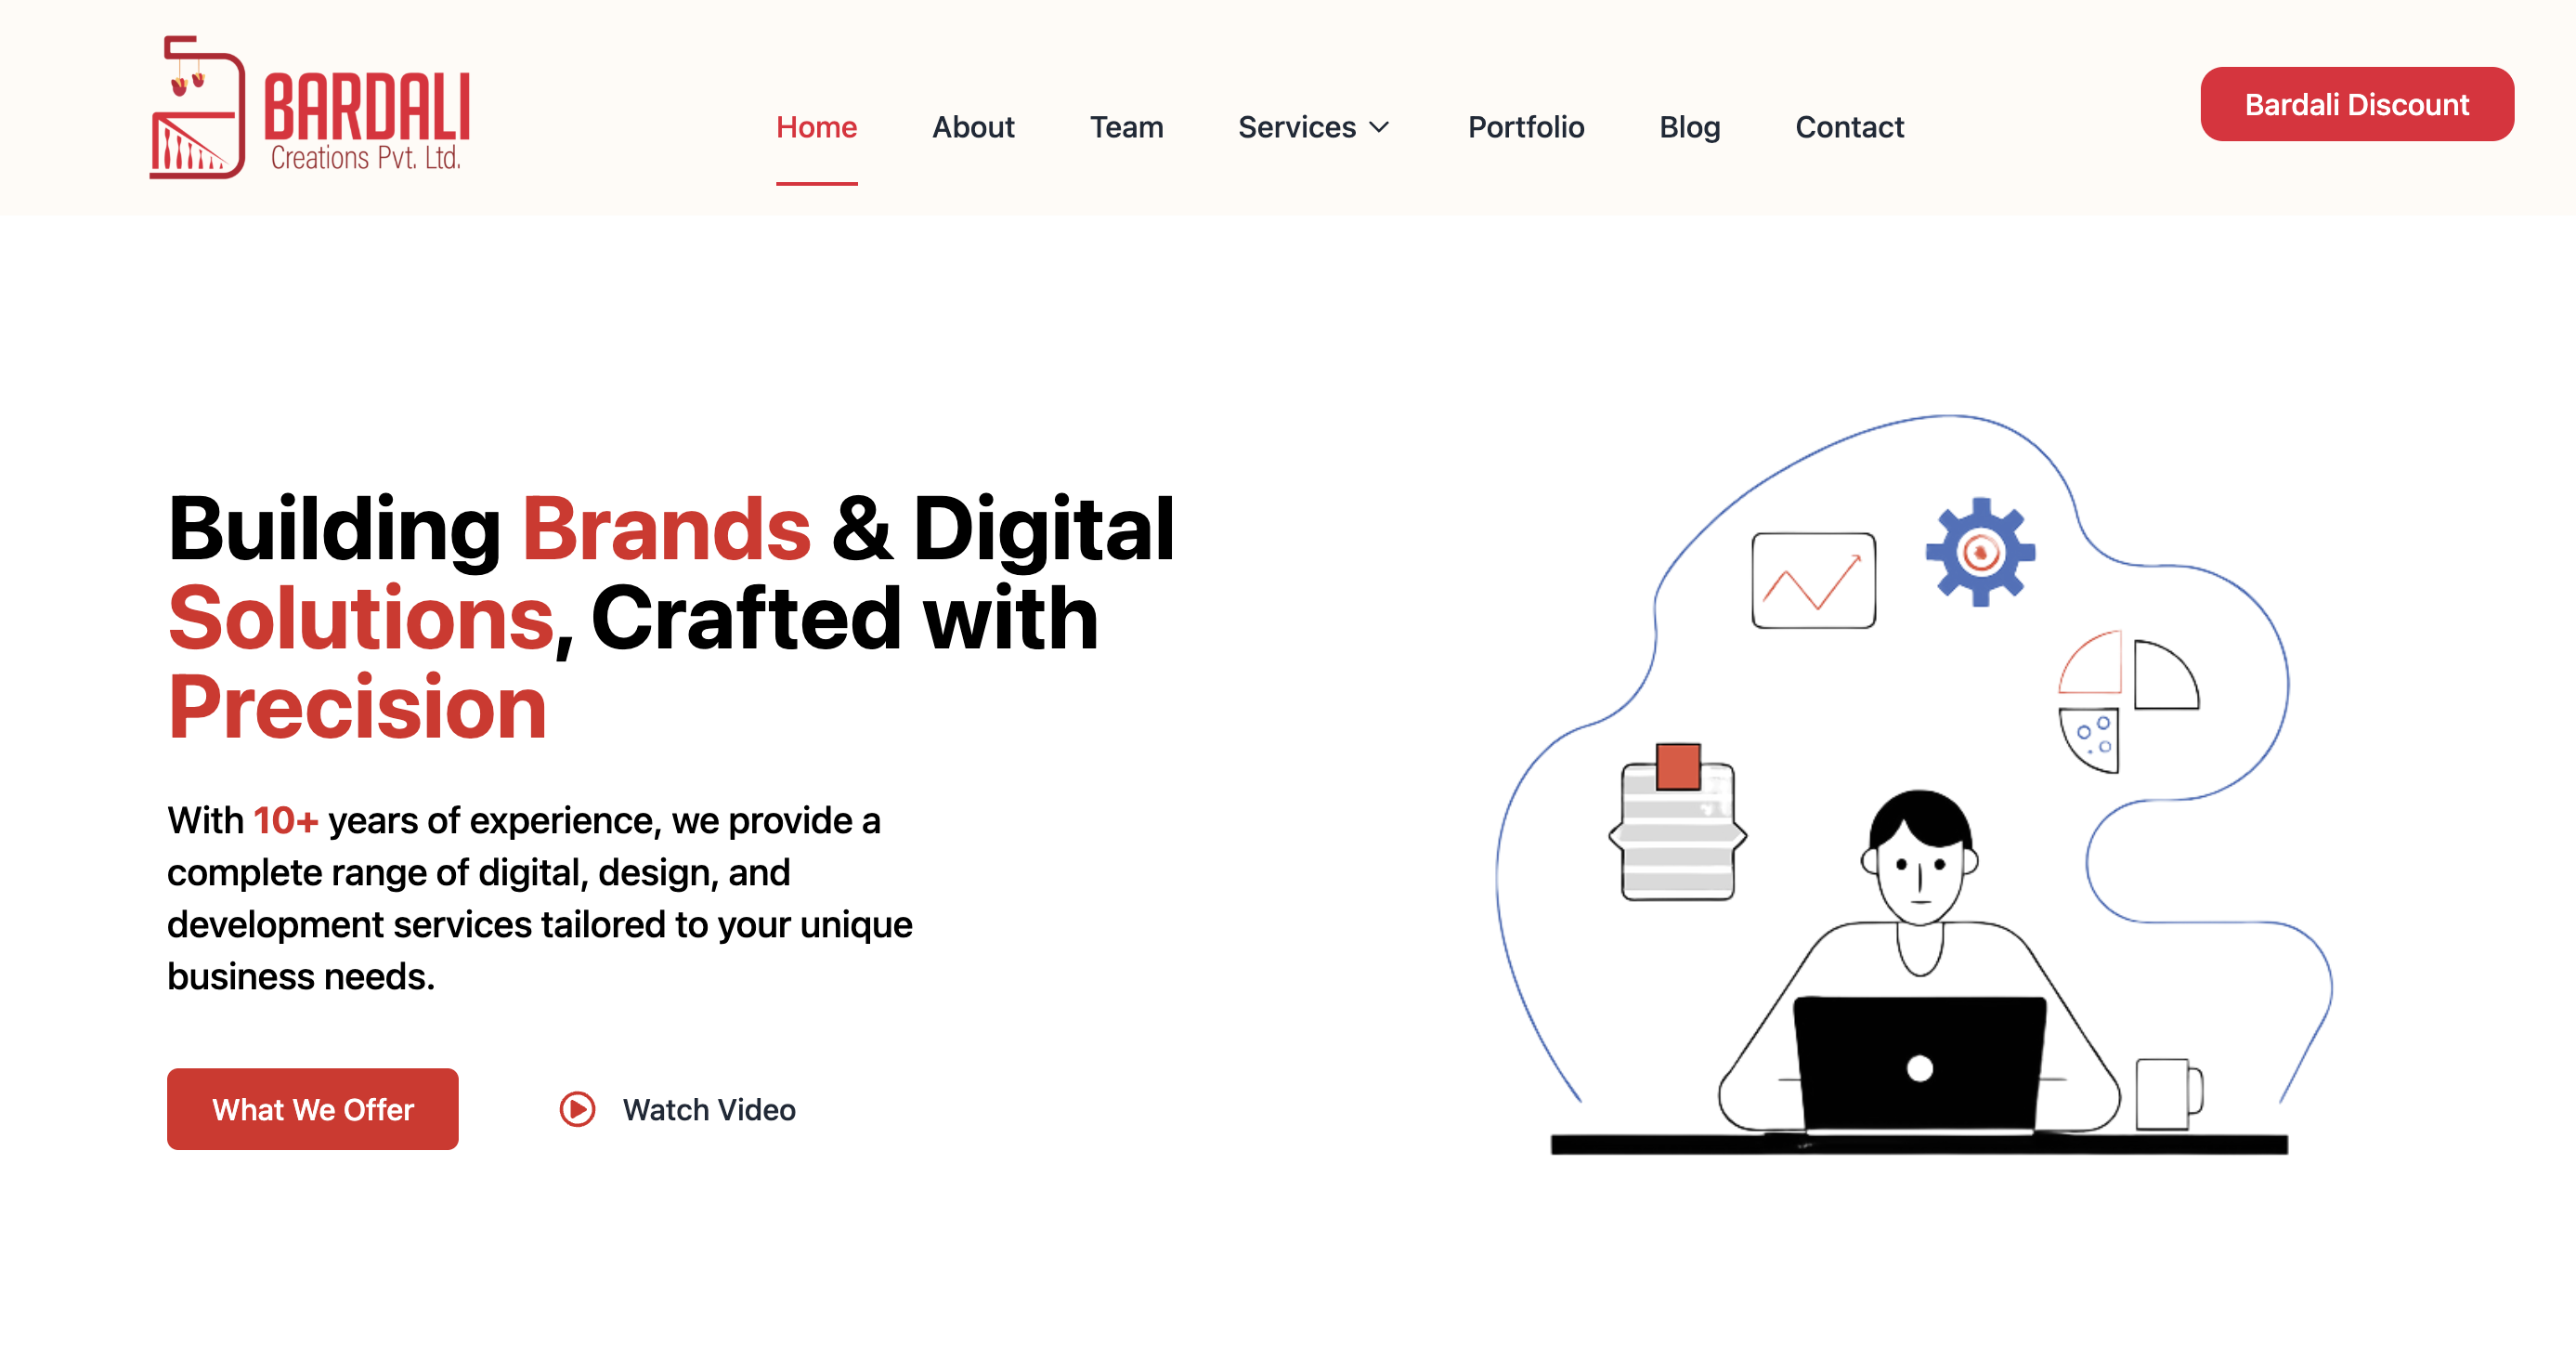 BARDALI
Creations Pvt. Ltd.
Home
About
Team
Services
Portfolio
Blog
Contact
Bardali Discount
Building Brands & Digital
Solutions, Crafted with
Precision
With 10+ years of experience, we provide a
complete range of digital, design, and
development services tailored to your unique
business needs.
What We Offer
Watch Video